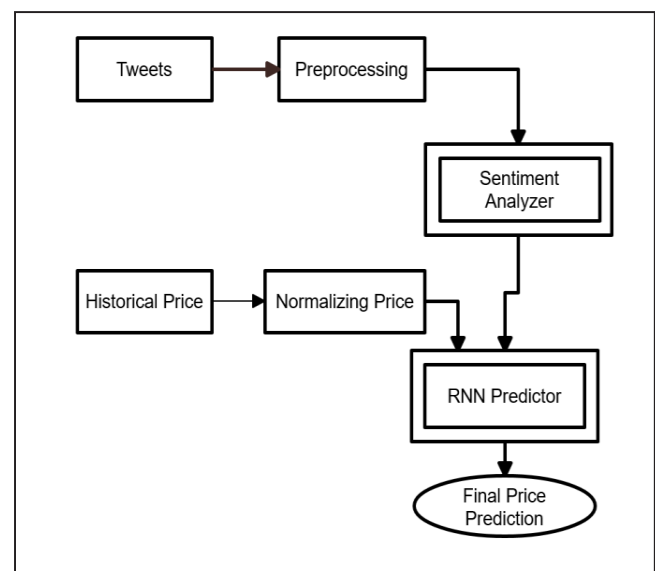 Tweets
Preprocessing
Sentiment
Analyzer
Historical Price
Normalizing Price
RNN Predictor
Final Price
Prediction